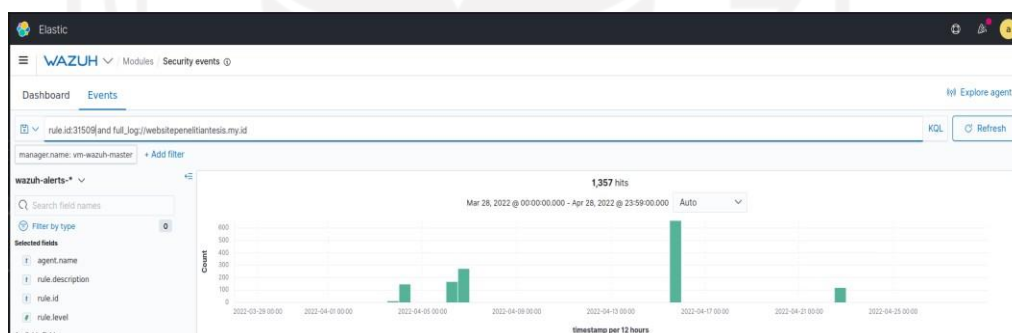 Elastic
a
WAZUH Modules Security events
Dashboard Events
Explore agent
rule.id:31509 and full_log://websitepenelitiantesis.my.id KQL Refresh
manager.name: vm-wazuh-master + Add filter
wazuh-alerts-*
Search field names
Filter by type 0
Selected fields
t agent.name
t rule.description
t rule.id
# rule.level
1,357 hits
Mar 28, 2022 @ 00:00:00.000 - Apr 28, 2022 @ 23:59:00.000 Auto
Count
600
500
400
300
200
100
0
2022-03-29 00:00 2022-04-01 00:00 2022-04-05 00:00 2022-04-09 00:00 2022-04-13 00:00 2022-04-17 00:00 2022-04-21 00:00 2022-04-25 00:00
timestamp per 12 hours